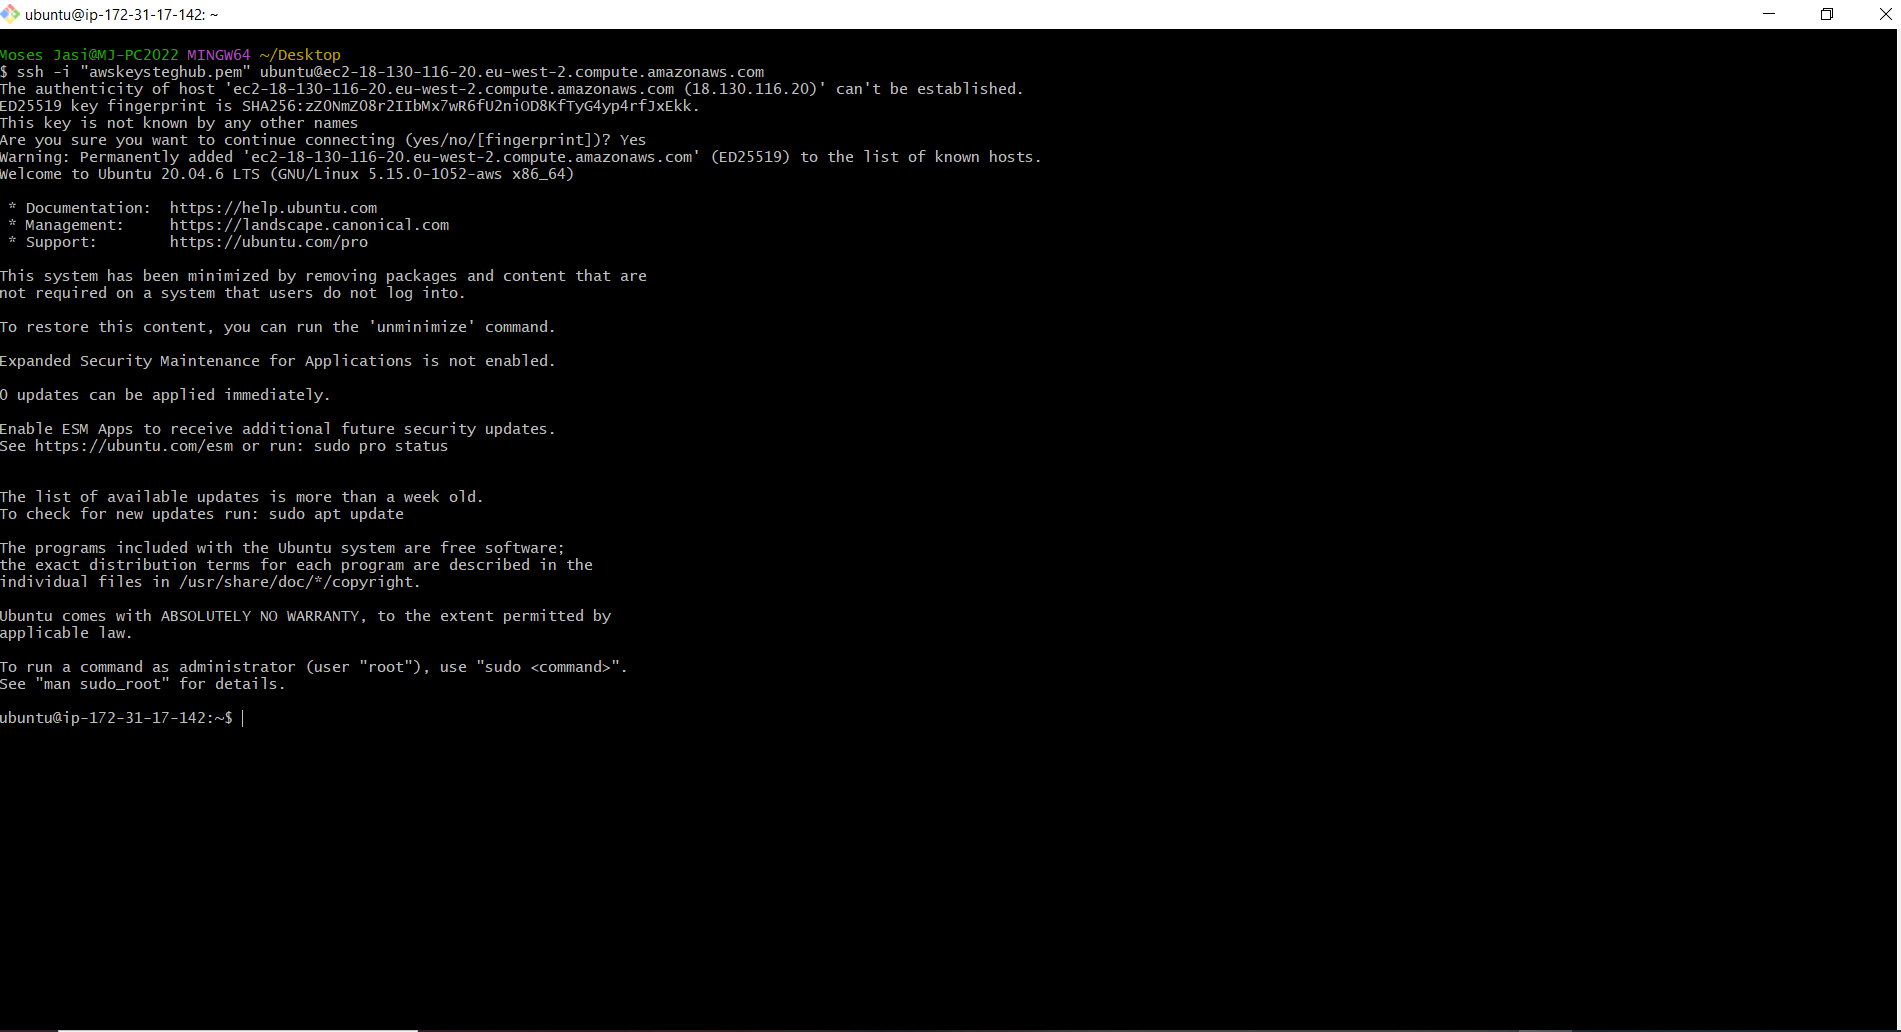 ubuntu@ip-172-31-17-142: ~
Moses Jasi@MJ-PC2022 MINGW64 ~/Desktop
$ ssh -i "awskeysteghub.pem" ubuntu@ec2-18-130-116-20.eu-west-2.compute.amazonaws.com
The authenticity of host 'ec2-18-130-116-20.eu-west-2.compute.amazonaws.com (18.130.116.20)' can't be established.
ED25519 key fingerprint is SHA256:zZ0NmZO8r2IIbMx7wR6fU2niOD8KfTyG4yp4rfJxEkk.
This key is not known by any other names
Are you sure you want to continue connecting (yes/no/[fingerprint])? Yes
Warning: Permanently added 'ec2-18-130-116-20.eu-west-2.compute.amazonaws.com' (ED25519) to the list of known hosts.
Welcome to Ubuntu 20.04.6 LTS (GNU/Linux 5.15.0-1052-aws x86_64)
* Documentation:  https://help.ubuntu.com
* Management:     https://landscape.canonical.com
* Support:        https://ubuntu.com/pro
This system has been minimized by removing packages and content that are
not required on a system that users do not log into.
To restore this content, you can run the 'unminimize' command.
Expanded Security Maintenance for Applications is not enabled.
0 updates can be applied immediately.
Enable ESM Apps to receive additional future security updates.
See https://ubuntu.com/esm or run: sudo pro status
The list of available updates is more than a week old.
To check for new updates run: sudo apt update
The programs included with the Ubuntu system are free software;
the exact distribution terms for each program are described in the
individual files in /usr/share/doc/*/copyright.
Ubuntu comes with ABSOLUTELY NO WARRANTY, to the extent permitted by
applicable law.
To run a command as administrator (user "root"), use "sudo <command>".
See "man sudo_root" for details.
ubuntu@ip-172-31-17-142:~$